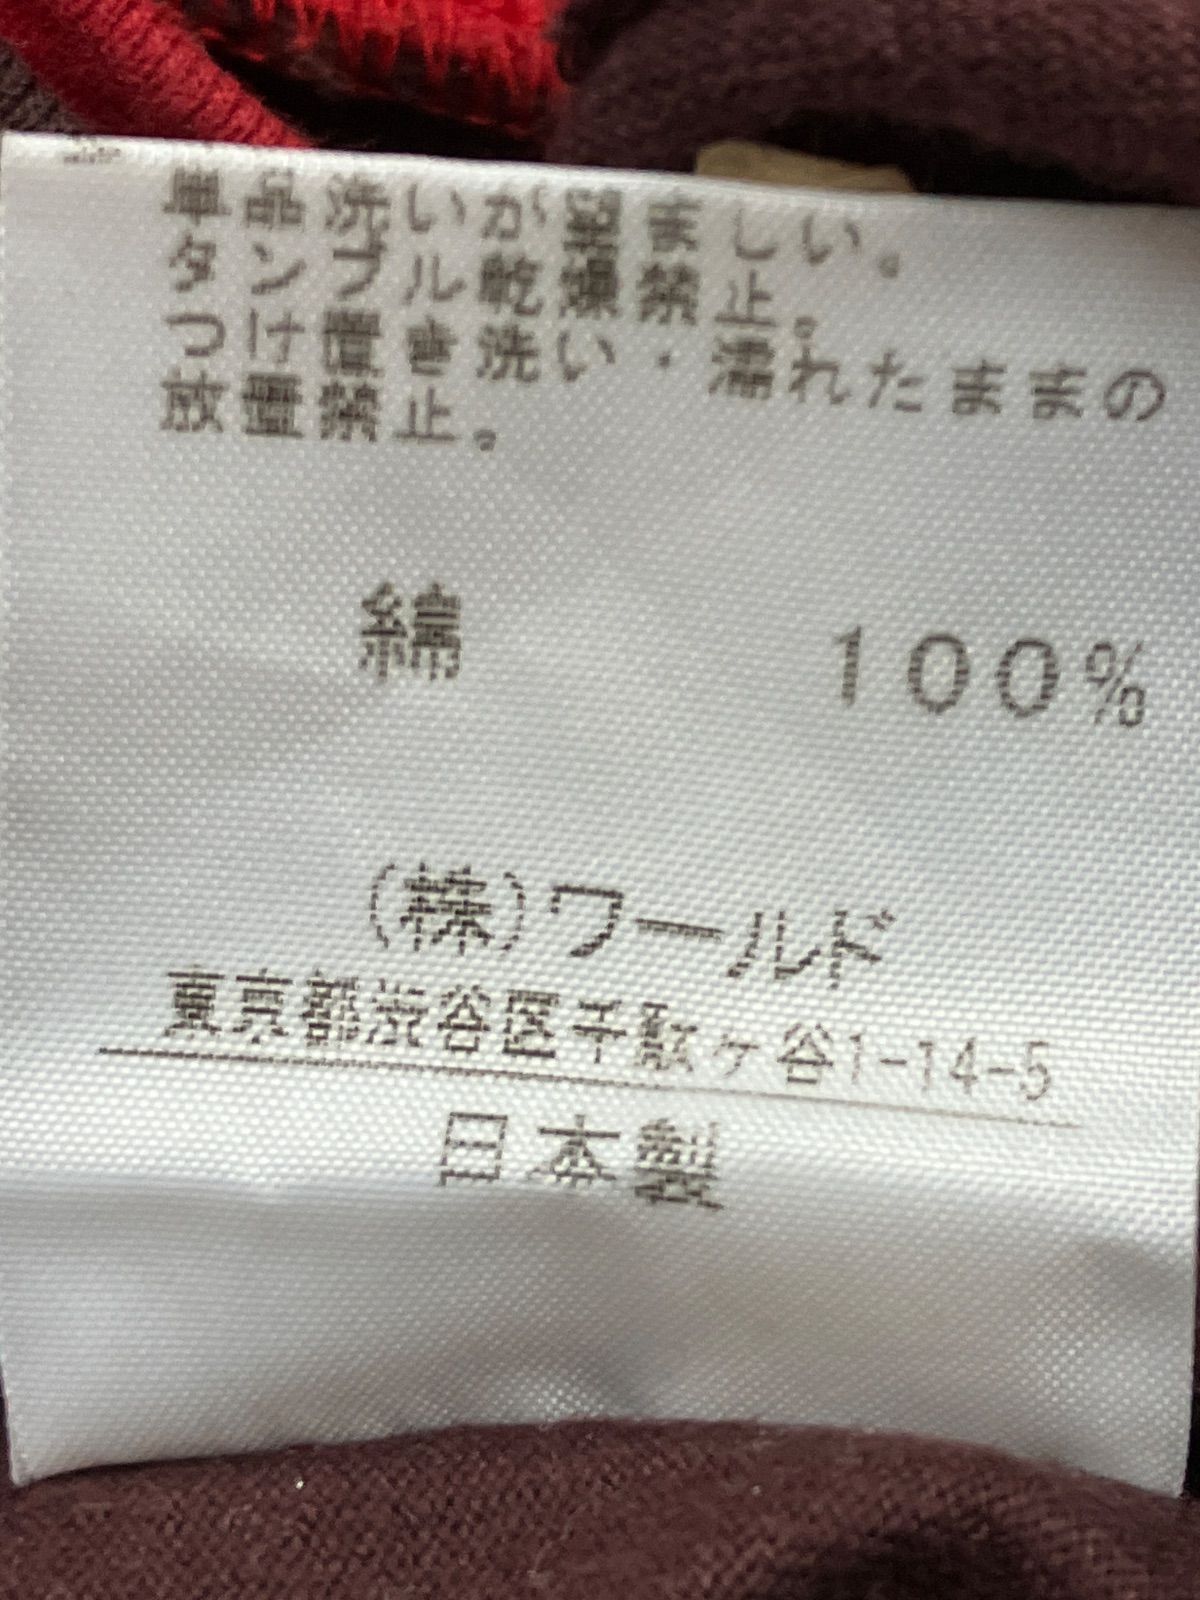 単品洗いが望ましい。
タンブル乾燥禁止。
つけ置き洗い・濡れたままの
放置禁止。
綿 100%
(株)ワールド
東京都渋谷区千駄ヶ谷1-14-5
日本製